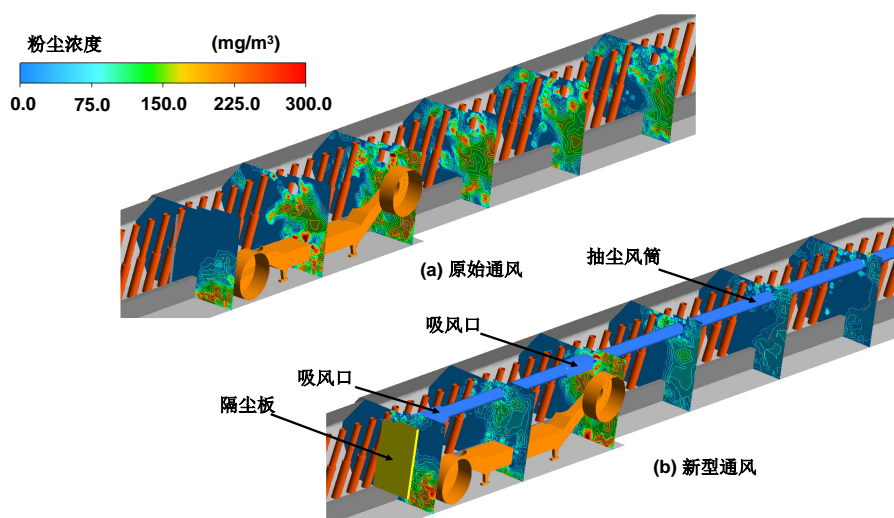 粉尘浓度 (mg/m³)
0.0 75.0 150.0 225.0 300.0
(a) 原始通风
抽尘风筒
吸风口
吸风口
隔尘板
(b) 新型通风